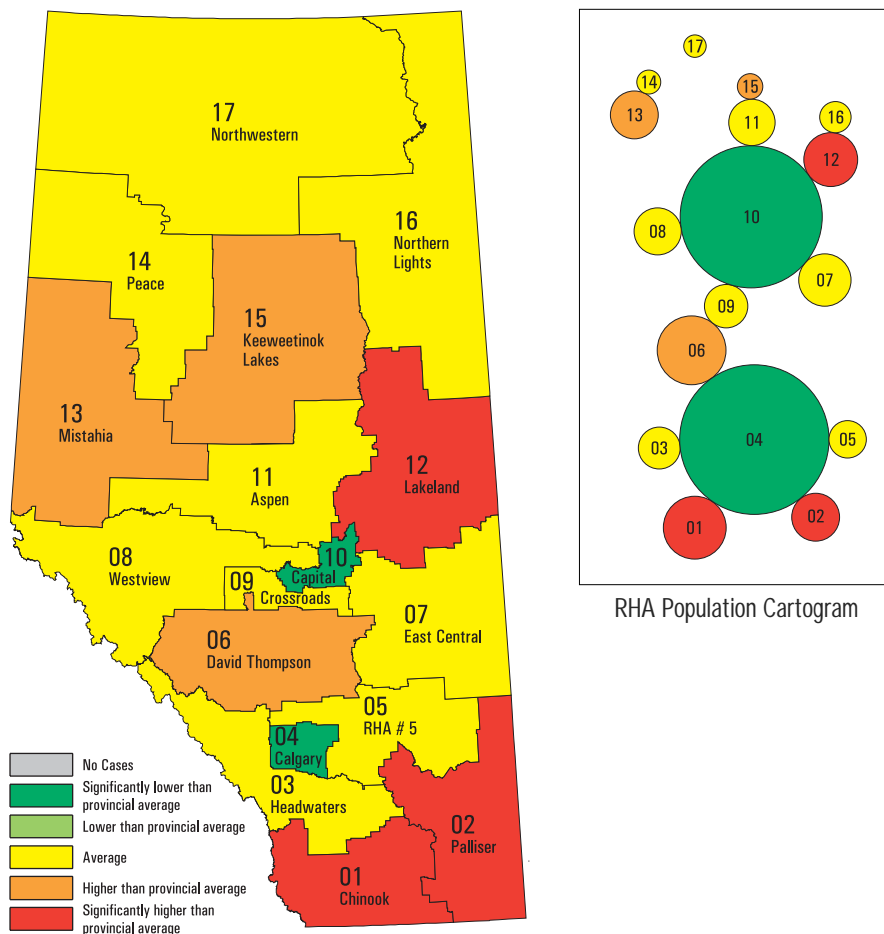 17
Northwestern
16
Northern
Lights
14
Peace
15
Keeweetinok
Lakes
13
Mistahia
11
Aspen
12
Lakeland
10
Capital
08
Westview
09
Crossroads
07
East Central
06
David Thompson
05
RHA # 5
04
Calgary
03
Headwaters
02
Palliser
01
Chinook
No Cases
Significantly lower than
provincial average
Lower than provincial average
Average
Higher than provincial average
Significantly higher than
provincial average
17
14
15
13
11
16
12
10
08
07
09
06
03
04
05
01
02
RHA Population Cartogram